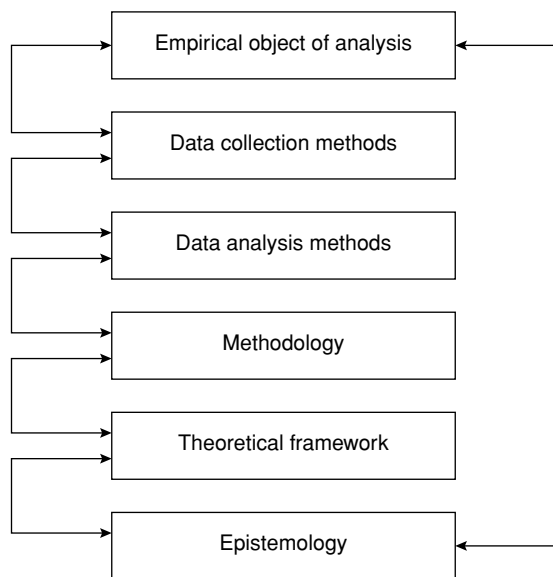 Empirical object of analysis
Data collection methods
Data analysis methods
Methodology
Theoretical framework
Epistemology